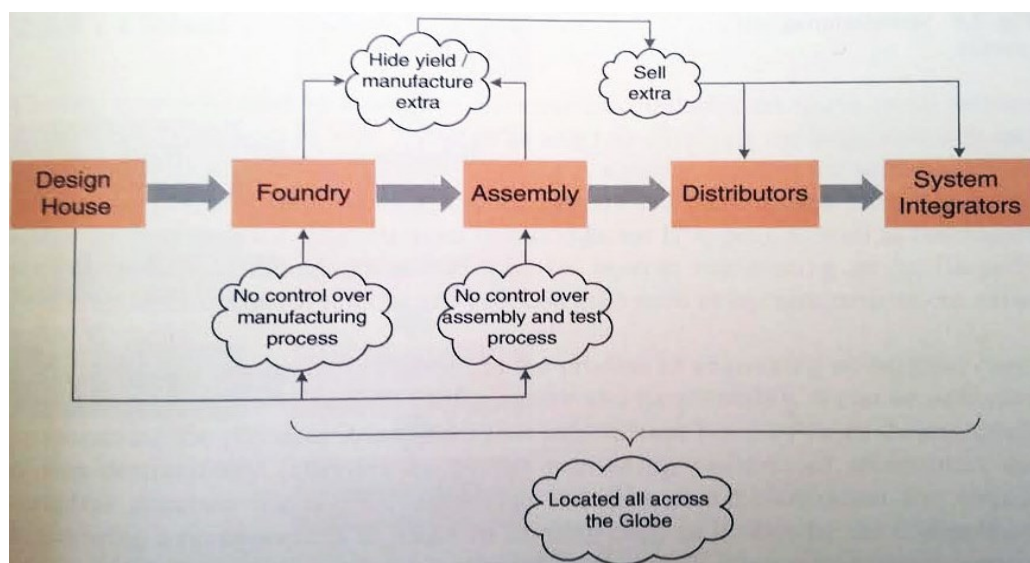 Hide yield /
manufacture
extra
Sell
extra
Design
House
Foundry
Assembly
Distributors
System
Integrators
No control over
manufacturing
process
No control over
assembly and test
process
Located all across
the Globe